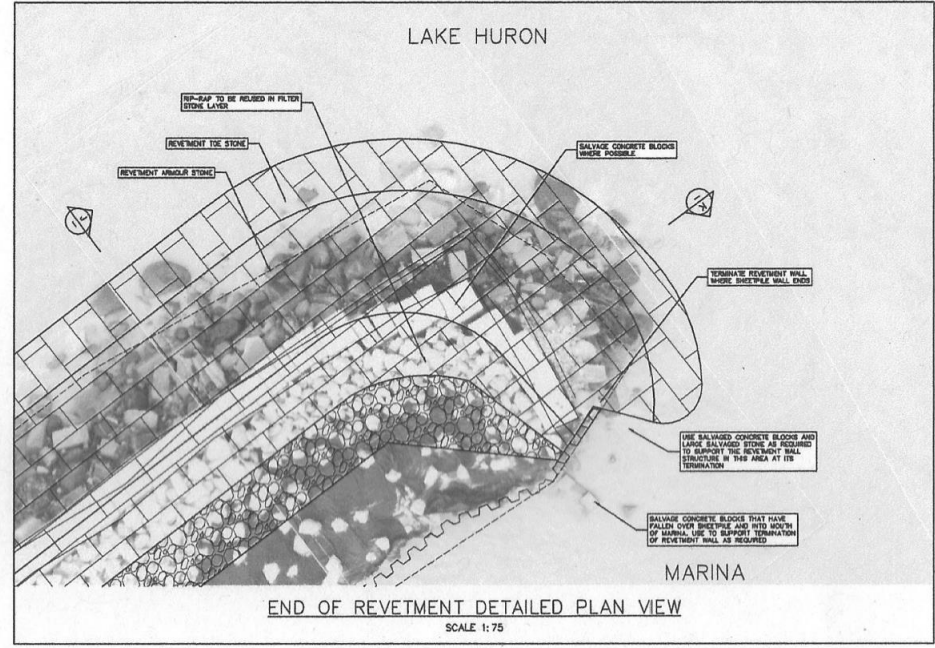 LAKE HURON
RIP-RAP TO BE REUSED IN FILTER
STONE LAYER
REVETMENT TOE STONE
REVETMENT ARMOUR STONE
SALVAGE CONCRETE BLOCKS
WHERE POSSIBLE
TERMINATE REVETMENT WALL
WHERE SHEETPILE WALL ENDS
USE SALVAGED CONCRETE BLOCKS AND
LARGE SALVAGED STONE AS REQUIRED
TO SUPPORT THE REVETMENT WALL
STRUCTURE IN THIS AREA AT ITS
TERMINATION
SALVAGE CONCRETE BLOCKS THAT HAVE
FALLEN OVER SHEETPILE AND INTO MOUTH
OF MARINA. USE TO SUPPORT TERMINATION
OF REVETMENT WALL AS REQUIRED
MARINA
END OF REVETMENT DETAILED PLAN VIEW
SCALE 1:75